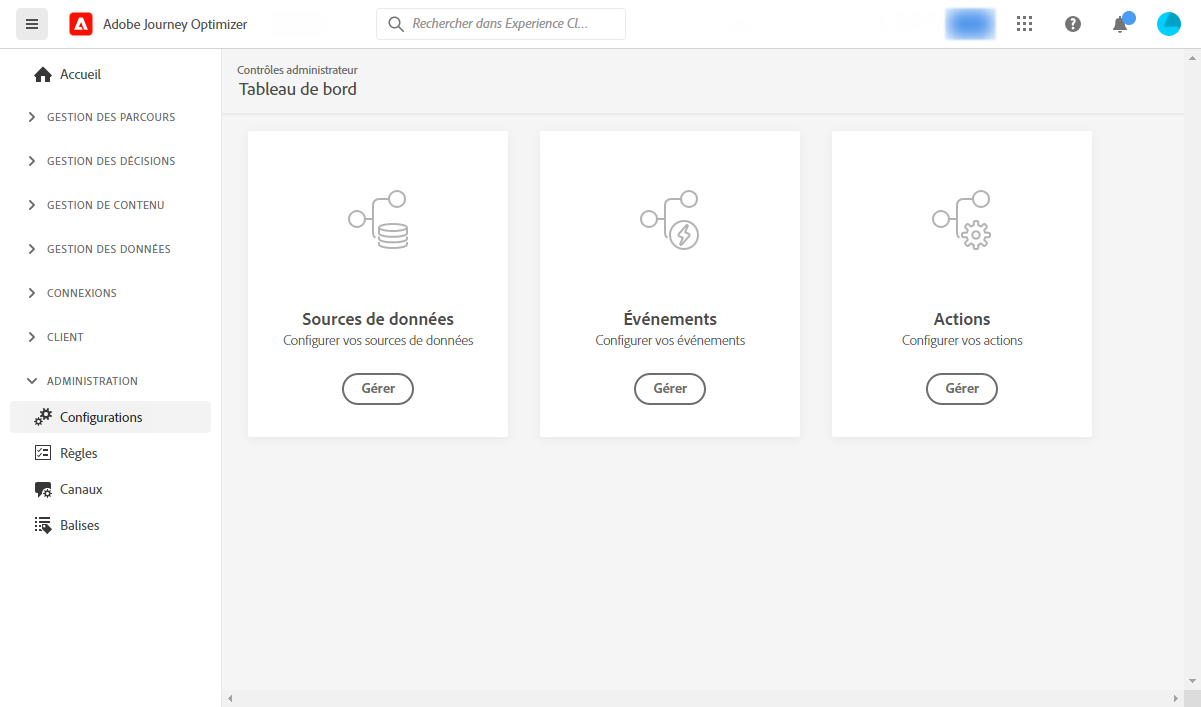 Adobe Journey Optimizer
Rechercher dans Experience Cl...
Accueil
GESTION DES PARCOURS
GESTION DES DÉCISIONS
GESTION DE CONTENU
GESTION DES DONNÉES
CONNEXIONS
CLIENT
ADMINISTRATION
Configurations
Règles
Canaux
Balises
Contrôles administrateur
Tableau de bord
Sources de données
Configurer vos sources de données
Gérer
Événements
Configurer vos événements
Gérer
Actions
Configurer vos actions
Gérer